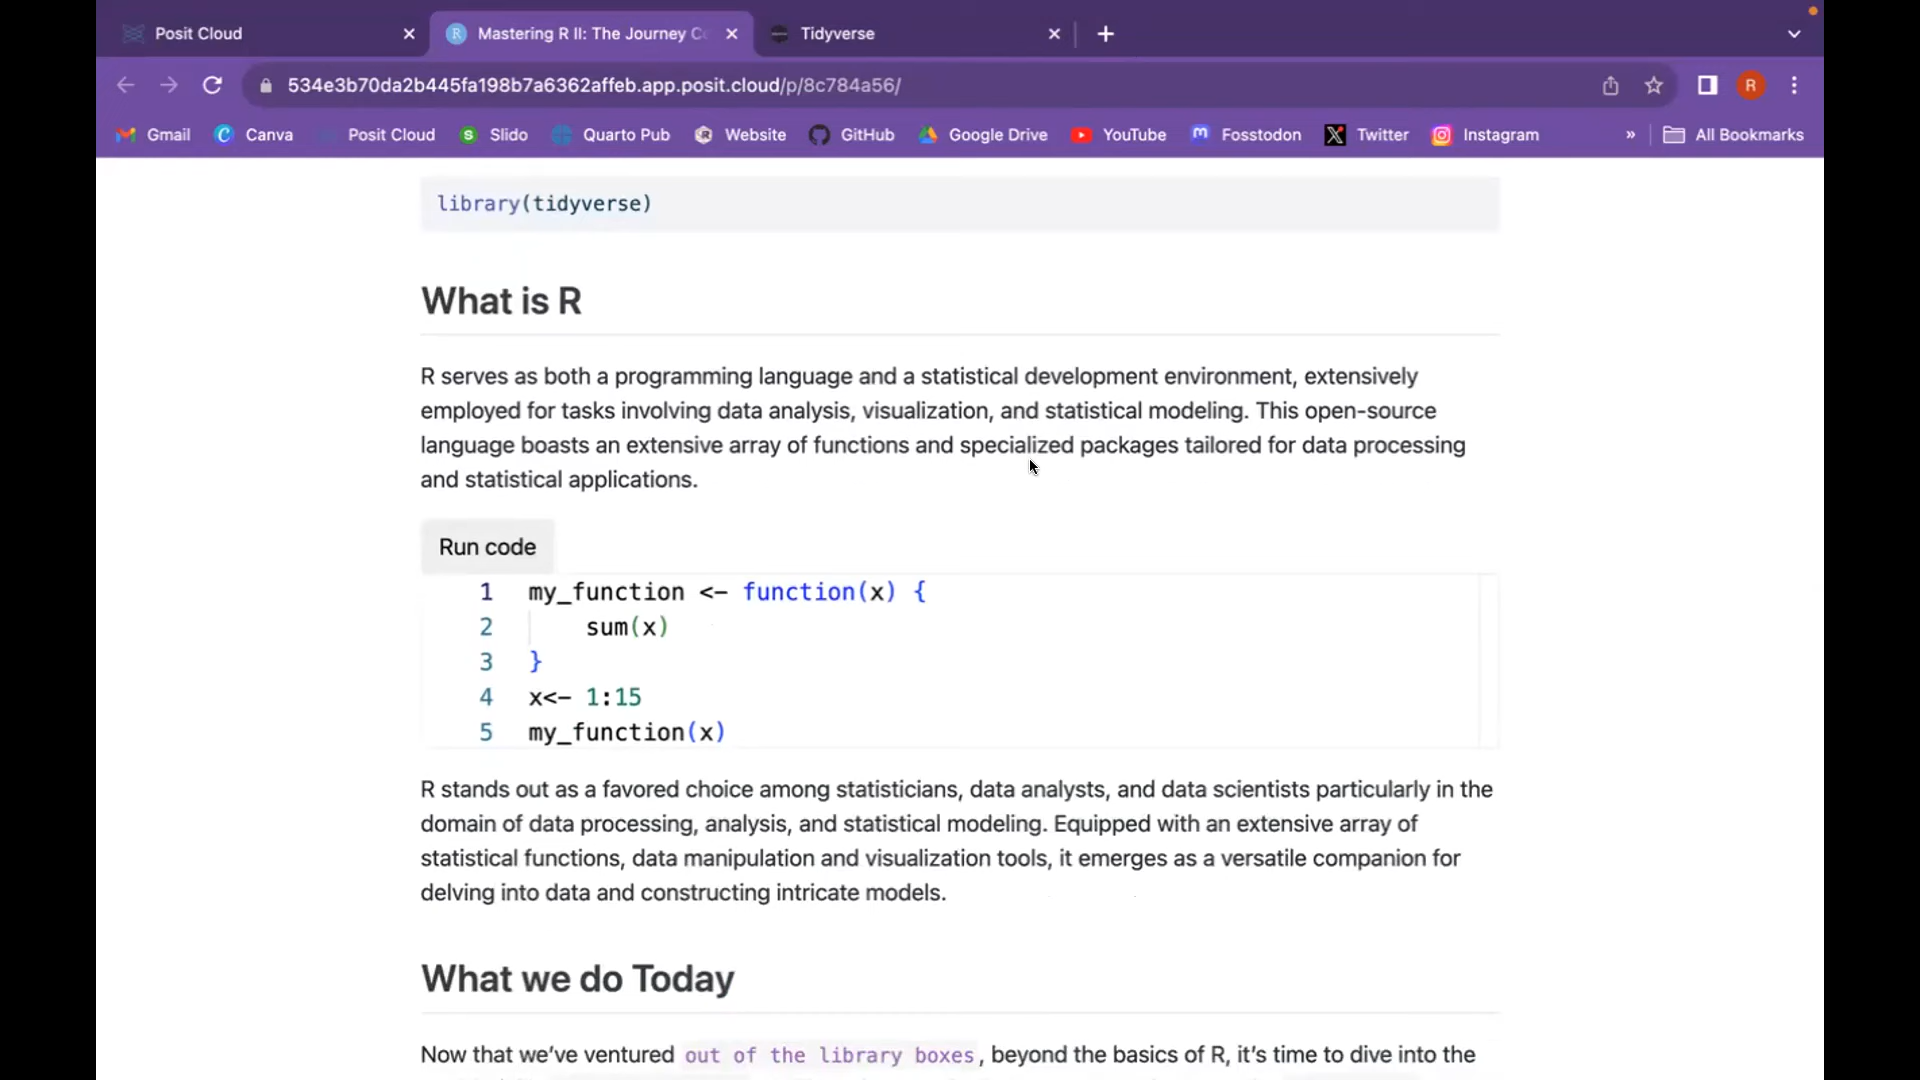 Posit Cloud
Mastering R II: The Journey Co
Tidyverse
534e3b70da2b445fa198b7a6362affeb.app.posit.cloud/p/8c784a56/
R
Gmail Canva Posit Cloud Slido Quarto Pub Website GitHub Google Drive YouTube Fosstodon Twitter Instagram » All Bookmarks
library(tidyverse)
What is R
R serves as both a programming language and a statistical development environment, extensively
employed for tasks involving data analysis, visualization, and statistical modeling. This open-source
language boasts an extensive array of functions and specialized packages tailored for data processing
and statistical applications.
Run code
1 my_function <- function(x) {
2 sum(x)
3 }
4 x<- 1:15
5 my_function(x)
R stands out as a favored choice among statisticians, data analysts, and data scientists particularly in the
domain of data processing, analysis, and statistical modeling. Equipped with an extensive array of
statistical functions, data manipulation and visualization tools, it emerges as a versatile companion for
delving into data and constructing intricate models.
What we do Today
Now that we've ventured out of the library boxes, beyond the basics of R, it's time to dive into the